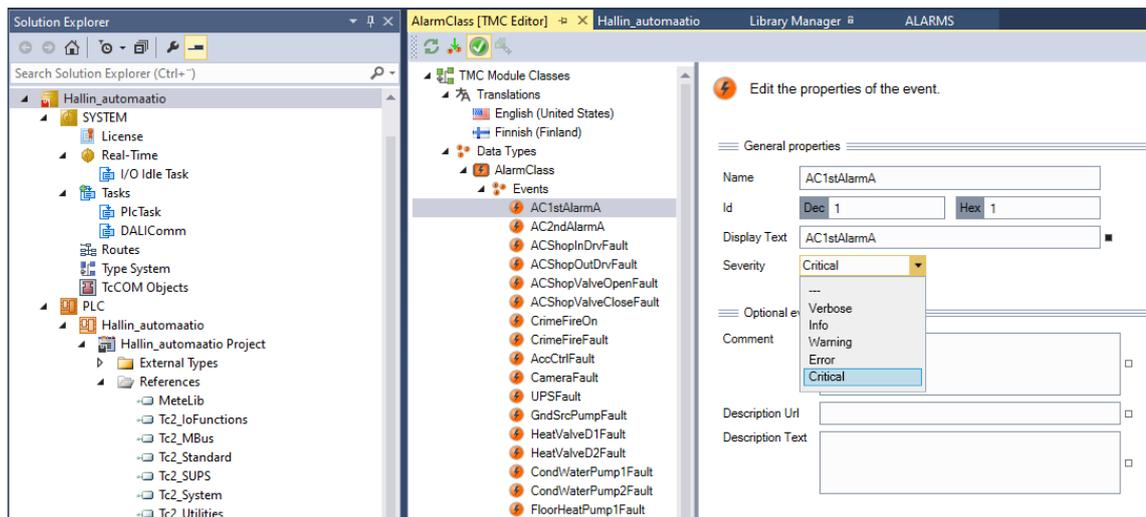 Solution Explorer
Search Solution Explorer (Ctrl+¨)
Hallin_automaatio
SYSTEM
License
Real-Time
I/O Idle Task
Tasks
PlcTask
DALIComm
Routes
Type System
TcCOM Objects
PLC
Hallin_automaatio
Hallin_automaatio Project
External Types
References
MeteLib
Tc2_IoFunctions
Tc2_MBus
Tc2_Standard
Tc2_SUPS
Tc2_System
Tc2_Utilities
AlarmClass [TMC Editor] Hallin_automaatio Library Manager ALARMS
TMC Module Classes
Translations
English (United States)
Finnish (Finland)
Data Types
AlarmClass
Events
AC1stAlarmA
AC2ndAlarmA
ACShopInDrvFault
ACShopOutDrvFault
ACShopValveOpenFault
ACShopValveCloseFault
CrimeFireOn
CrimeFireFault
AccCtrlFault
CameraFault
UPSFault
GndSrcPumpFault
HeatValveD1Fault
HeatValveD2Fault
CondWaterPump1Fault
CondWaterPump2Fault
FloorHeatPump1Fault
Edit the properties of the event.
General properties
Name AC1stAlarmA
Id Dec 1 Hex 1
Display Text AC1stAlarmA
Severity Critical
---
Verbose
Info
Warning
Error
Critical
Optional
Comment
Description Url
Description Text